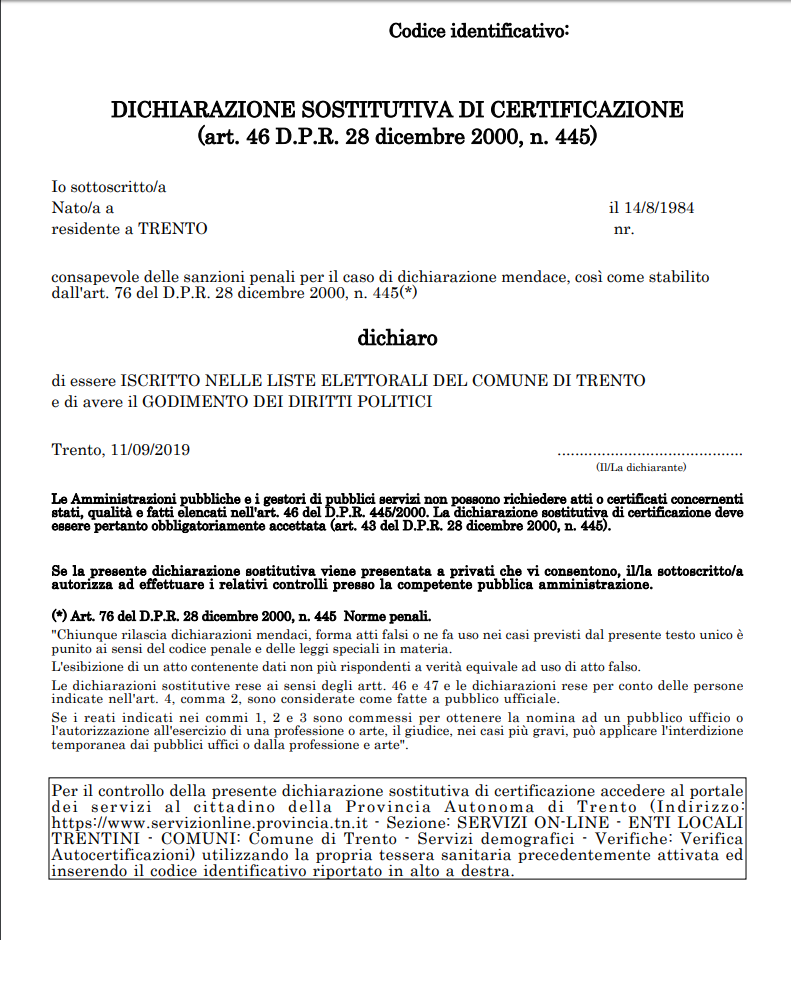 Codice identificativo:
DICHIARAZIONE SOSTITUTIVA DI CERTIFICAZIONE
(art. 46 D.P.R. 28 dicembre 2000, n. 445)
Io sottoscritto/a
Nato/a a il 14/8/1984
residente a TRENTO nr.
consapevole delle sanzioni penali per il caso di dichiarazione mendace, così come stabilito
dall'art. 76 del D.P.R. 28 dicembre 2000, n. 445(*)
dichiaro
di essere ISCRITTO NELLE LISTE ELETTORALI DEL COMUNE DI TRENTO
e di avere il GODIMENTO DEI DIRITTI POLITICI
Trento, 11/09/2019 ..........................................
(Il/La dichiarante)
Le Amministrazioni pubbliche e i gestori di pubblici servizi non possono richiedere atti o certificati concernenti
stati, qualità e fatti elencati nell'art. 46 del D.P.R. 445/2000. La dichiarazione sostitutiva di certificazione deve
essere pertanto obbligatoriamente accettata (art. 43 del D.P.R. 28 dicembre 2000, n. 445).
Se la presente dichiarazione sostitutiva viene presentata a privati che vi consentono, il/la sottoscritto/a
autorizza ad effettuare i relativi controlli presso la competente pubblica amministrazione.
(*) Art. 76 del D.P.R. 28 dicembre 2000, n. 445 Norme penali.
"Chiunque rilascia dichiarazioni mendaci, forma atti falsi o ne fa uso nei casi previsti dal presente testo unico è
punito ai sensi del codice penale e delle leggi speciali in materia.
L'esibizione di un atto contenente dati non più rispondenti a verità equivale ad uso di atto falso.
Le dichiarazioni sostitutive rese ai sensi degli artt. 46 e 47 e le dichiarazioni rese per conto delle persone
indicate nell'art. 4, comma 2, sono considerate come fatte a pubblico ufficiale.
Se i reati indicati nei commi 1, 2 e 3 sono commessi per ottenere la nomina ad un pubblico ufficio o
l'autorizzazione all'esercizio di una professione o arte, il giudice, nei casi più gravi, può applicare l'interdizione
temporanea dai pubblici uffici o dalla professione e arte".
Per il controllo della presente dichiarazione sostitutiva di certificazione accedere al portale
dei servizi al cittadino della Provincia Autonoma di Trento (Indirizzo:
https://www.servizionline.provincia.tn.it - Sezione: SERVIZI ON-LINE - ENTI LOCALI
TRENTINI - COMUNI: Comune di Trento - Servizi demografici - Verifiche: Verifica
Autocertificazioni) utilizzando la propria tessera sanitaria precedentemente attivata ed
inserendo il codice identificativo riportato in alto a destra.